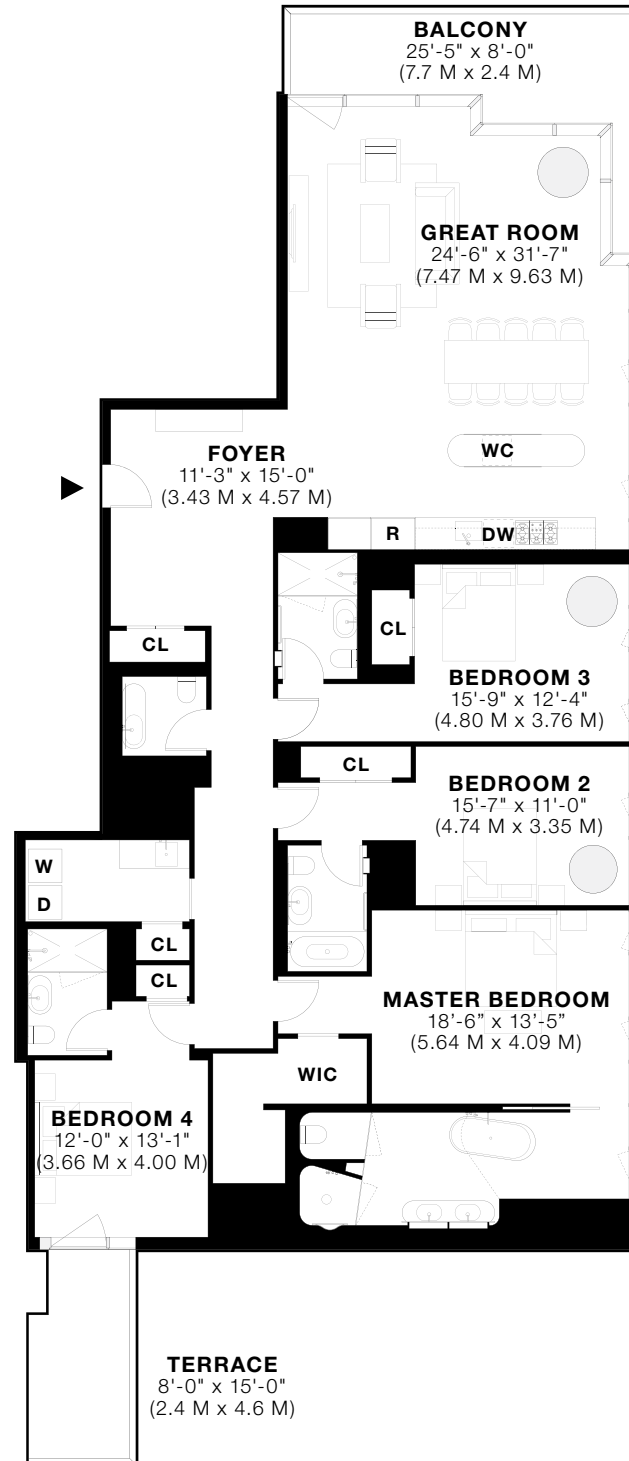 BALCONY
25'-5" x 8'-0"
(7.7 M x 2.4 M)
GREAT ROOM
24'-6" x 31'-7"
(7.47 M x 9.63 M)
WC
FOYER
11'-3" x 15'-0"
(3.43 M x 4.57 M)
R
DW
CL
CL
BEDROOM 3
15'-9" x 12'-4"
(4.80 M x 3.76 M)
CL
BEDROOM 2
15'-7" x 11'-0"
(4.74 M x 3.35 M)
W
D
CL
CL
MASTER BEDROOM
18'-6” x 13'-5”
(5.64 M x 4.09 M)
WIC
BEDROOM 4
12'-0" x 13'-1"
(3.66 M x 4.00 M)
TERRACE
8'-0" x 15'-0"
(2.4 M x 4.6 M)